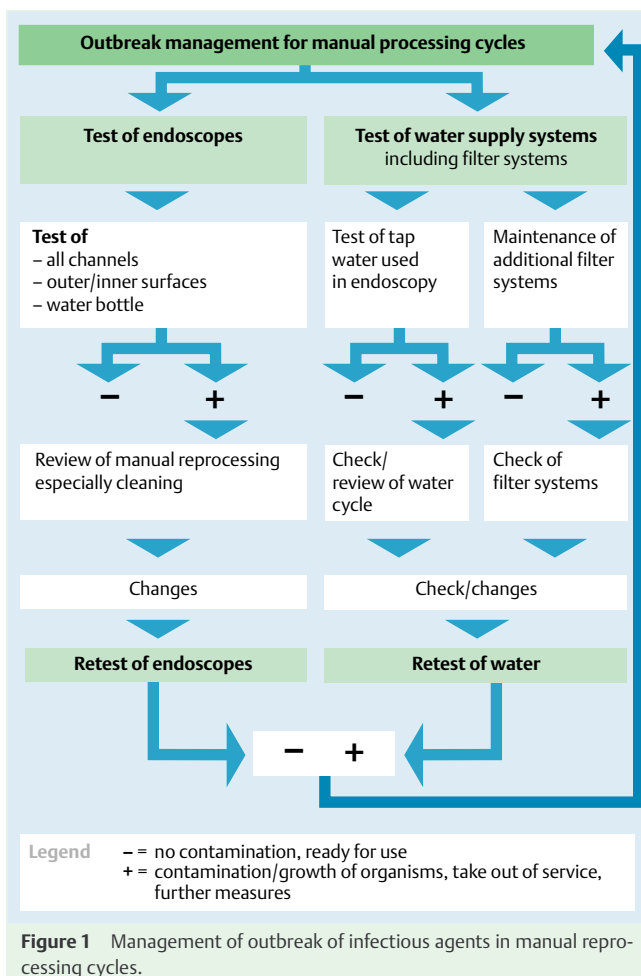 Outbreak management for manual processing cycles
Test of endoscopes
Test of water supply systems
including filter systems
Test of
– all channels
– outer/inner surfaces
– water bottle
Test of tap
water used
in endoscopy
Maintenance of
additional filter
systems
– +
– +
– +
Review of manual reprocessing
especially cleaning
Check/
review of water
cycle
Check of
filter systems
Changes
Check/changes
Retest of endoscopes
Retest of water
– +
Legend – = no contamination, ready for use
+ = contamination/growth of organisms, take out of service,
further measures
Figure 1 Management of outbreak of infectious agents in manual repro-
cessing cycles.